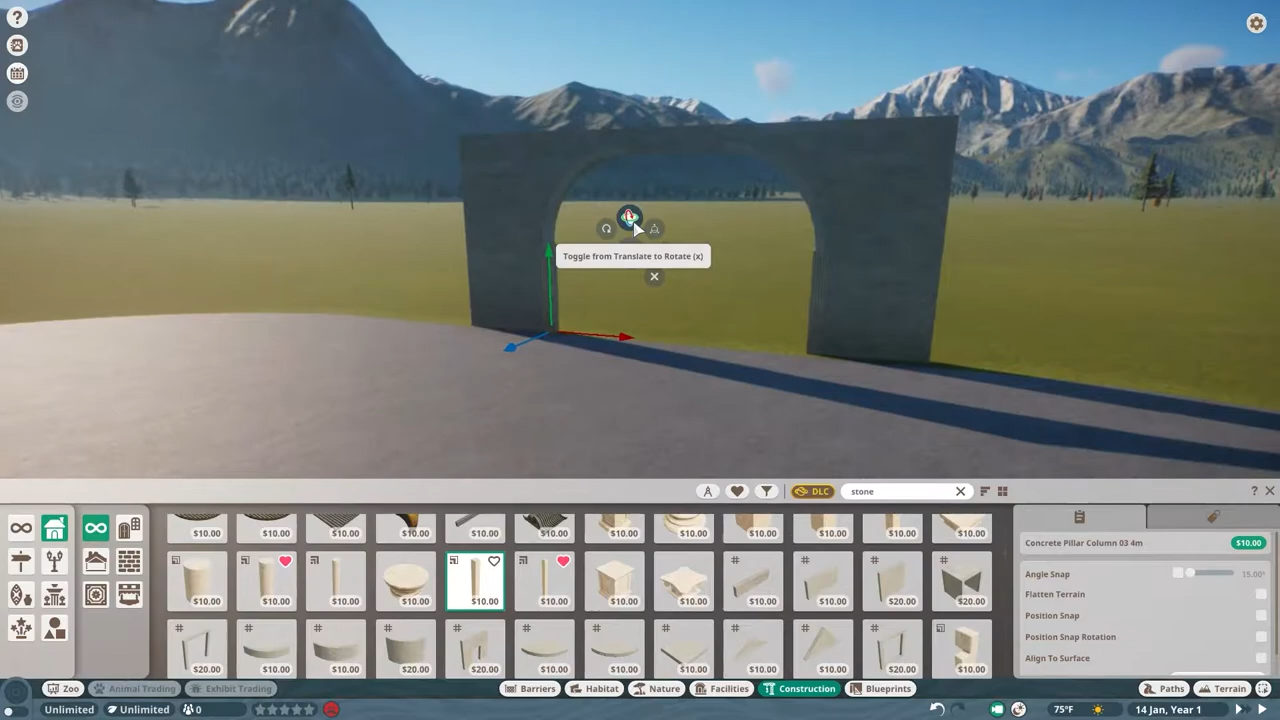 ?
Toggle from Translate to Rotate (x)
DLC
stone
?
$10.00 $10.00 $10.00 $10.00 $10.00 $10.00 $10.00 $10.00 $10.00 $10.00 $10.00 $10.00
$10.00 $10.00 $10.00 $10.00 $10.00 $10.00 $10.00 $10.00 $10.00 $10.00 $20.00 $20.00
$20.00 $10.00 $10.00 $20.00 $20.00 $10.00 $10.00 $10.00 $10.00 $10.00 $20.00 $10.00
Concrete Pillar Column 03 4m $10.00
Angle Snap 15.00°
Flatten Terrain
Position Snap
Position Snap Rotation
Align To Surface
Zoo Animal Trading Exhibit Trading Barriers Habitat Nature Facilities Construction Blueprints Paths Terrain
Unlimited Unlimited 0 75°F 14 Jan, Year 1